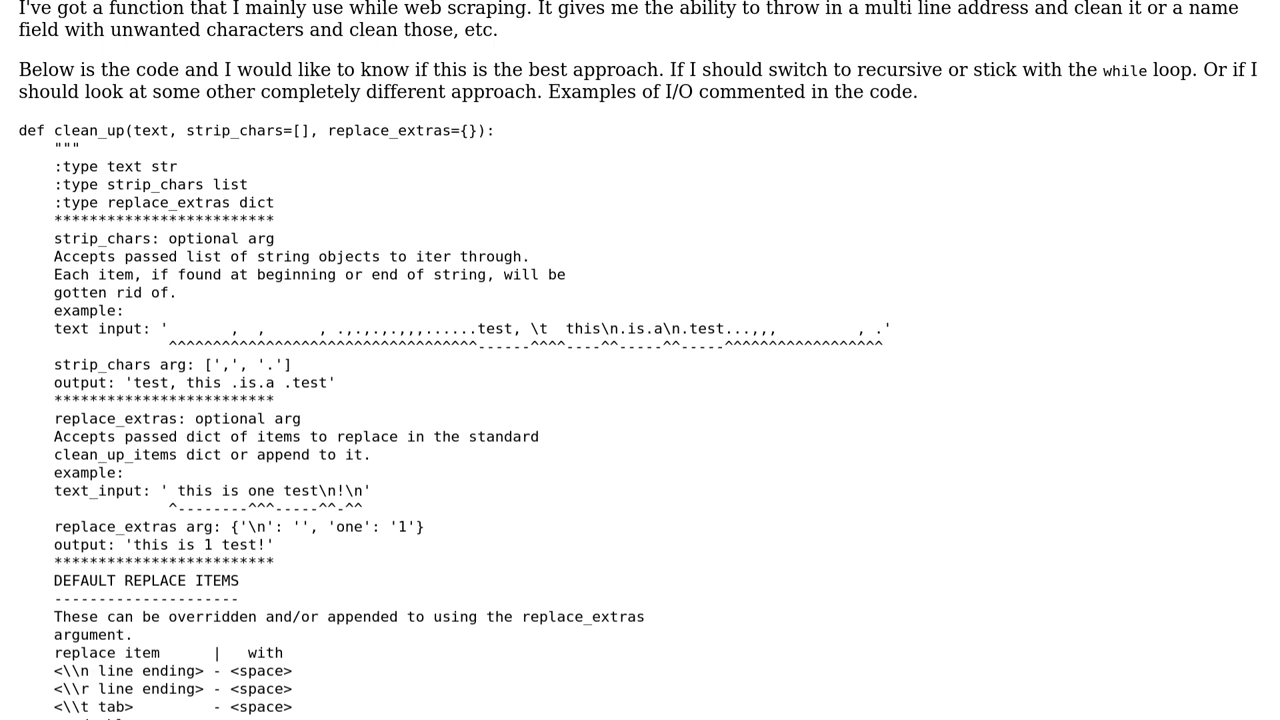 I've got a function that I mainly use while web scraping. It gives me the ability to throw in a multi line address and clean it or a name
field with unwanted characters and clean those, etc.
Below is the code and I would like to know if this is the best approach. If I should switch to recursive or stick with the while loop. Or if I
should look at some other completely different approach. Examples of I/O commented in the code.
def clean_up(text, strip_chars=[], replace_extras={}):
    """
    :type text str
    :type strip_chars list
    :type replace_extras dict
    *************************
    strip_chars: optional arg
    Accepts passed list of string objects to iter through.
    Each item, if found at beginning or end of string, will be
    gotten rid of.
    example:
    text input: '       ,  ,      , .,.,.,.,,,......test, \t  this\n.is.a\n.test...,,,         , .'
                 ^^^^^^^^^^^^^^^^^^^^^^^^^^^^^^^^^^^------^^^^----^^-----^^-----^^^^^^^^^^^^^^^^^^
    strip_chars arg: [',', '.']
    output: 'test, this .is.a .test'
    *************************
    replace_extras: optional arg
    Accepts passed dict of items to replace in the standard
    clean_up_items dict or append to it.
    example:
    text_input: ' this is one test\n!\n'
                 ^--------^^^-----^^-^^
    replace_extras arg: {'\n': '', 'one': '1'}
    output: 'this is 1 test!'
    *************************
    DEFAULT REPLACE ITEMS
    ---------------------
    These can be overridden and/or appended to using the replace_extras
    argument.
    replace item      |   with
    <\\n line ending> - <space>
    <\\r line ending> - <space>
    <\\t tab>         - <space>